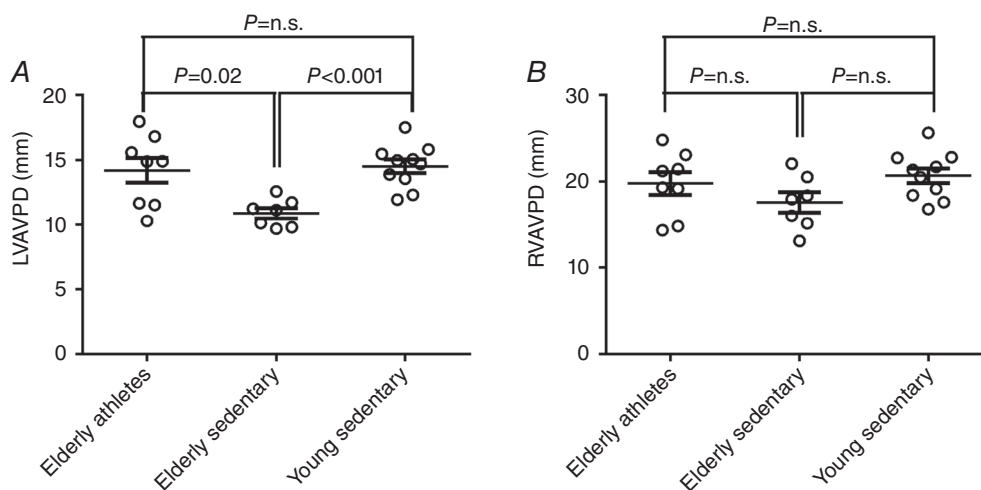 A
P=n.s.
P=0.02
P<0.001
LVAVPD (mm)
20
15
10
5
0
Elderly athletes
Elderly sedentary
Young sedentary
B
P=n.s.
P=n.s.
P=n.s.
RVAVPD (mm)
30
20
10
0
Elderly athletes
Elderly sedentary
Young sedentary